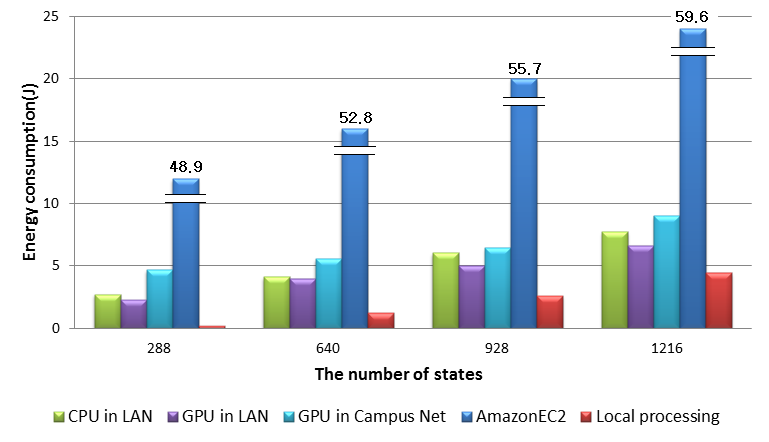 25
20
15
10
5
0
Energy consumption(J)
48.9
52.8
55.7
59.6
288 640 928 1216
The number of states
CPU in LAN GPU in LAN GPU in Campus Net AmazonEC2 Local processing